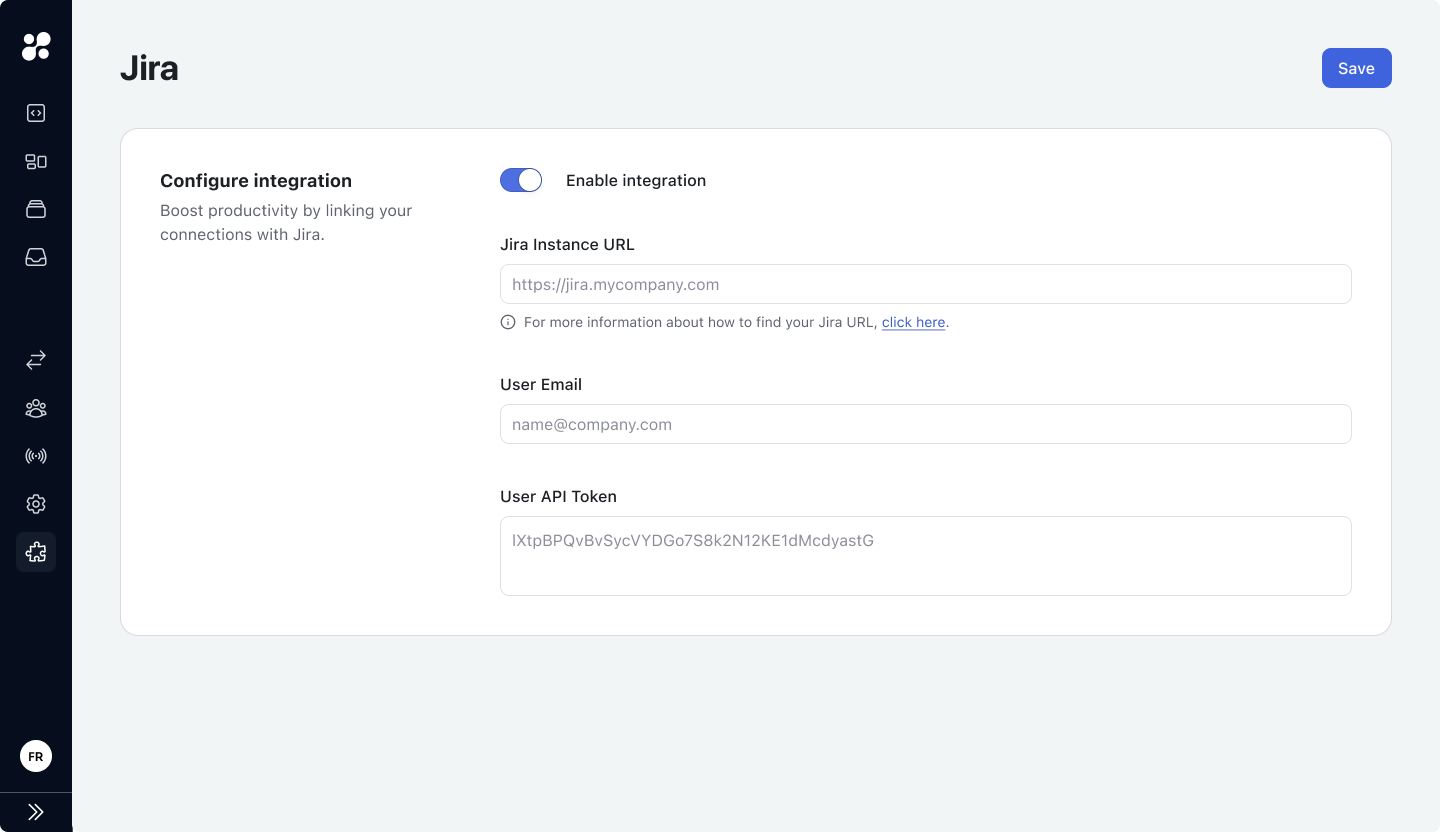 Jira
Save
Configure integration
Boost productivity by linking your
connections with Jira.
Enable integration
Jira Instance URL
https://jira.mycompany.com
For more information about how to find your Jira URL, click here.
User Email
name@company.com
User API Token
IXtpBPQvBvSycVYDGo7S8k2N12KE1dMcdyastG
FR